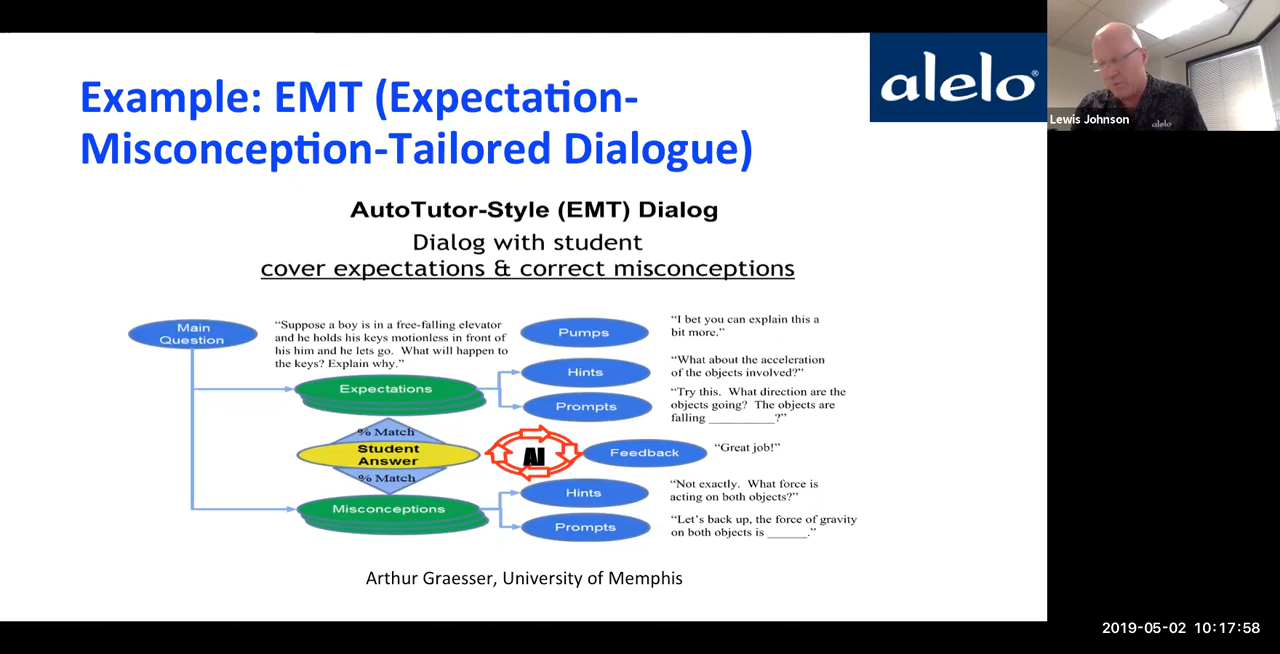 Example: EMT (Expectation-
Misconception-Tailored Dialogue)
alelo®
Lewis Johnson
alelo
AutoTutor-Style (EMT) Dialog
Dialog with student
cover expectations & correct misconceptions
Main
Question
“Suppose a boy is in a free-falling elevator
and he holds his keys motionless in front of
his him and he lets go. What will happen to
the keys? Explain why.”
Pumps
“I bet you can explain this a
bit more.”
Expectations
Hints
“What about the acceleration
of the objects involved?”
Prompts
“Try this. What direction are the
objects going? The objects are
falling _________?”
% Match
Student
Answer
% Match
AI
Feedback
“Great job!”
Misconceptions
Hints
“Not exactly. What force is
acting on both objects?”
Prompts
“Let’s back up, the force of gravity
on both objects is ______.”
Arthur Graesser, University of Memphis
2019-05-02 10:17:58